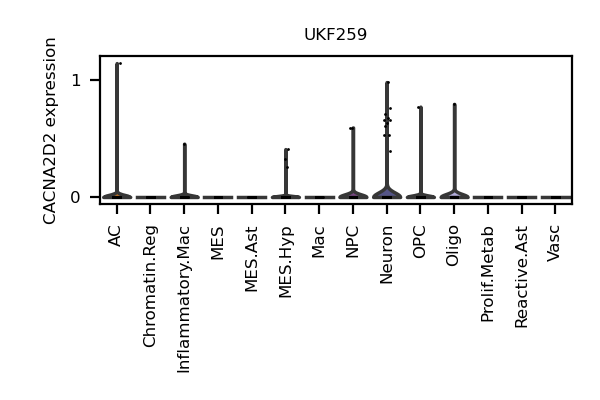 UKF259
CACNA2D2 expression
1
0
AC
Chromatin.Reg
Inflammatory.Mac
MES
MES.Ast
MES.Hyp
Mac
NPC
Neuron
OPC
Oligo
Prolif.Metab
Reactive.Ast
Vasc